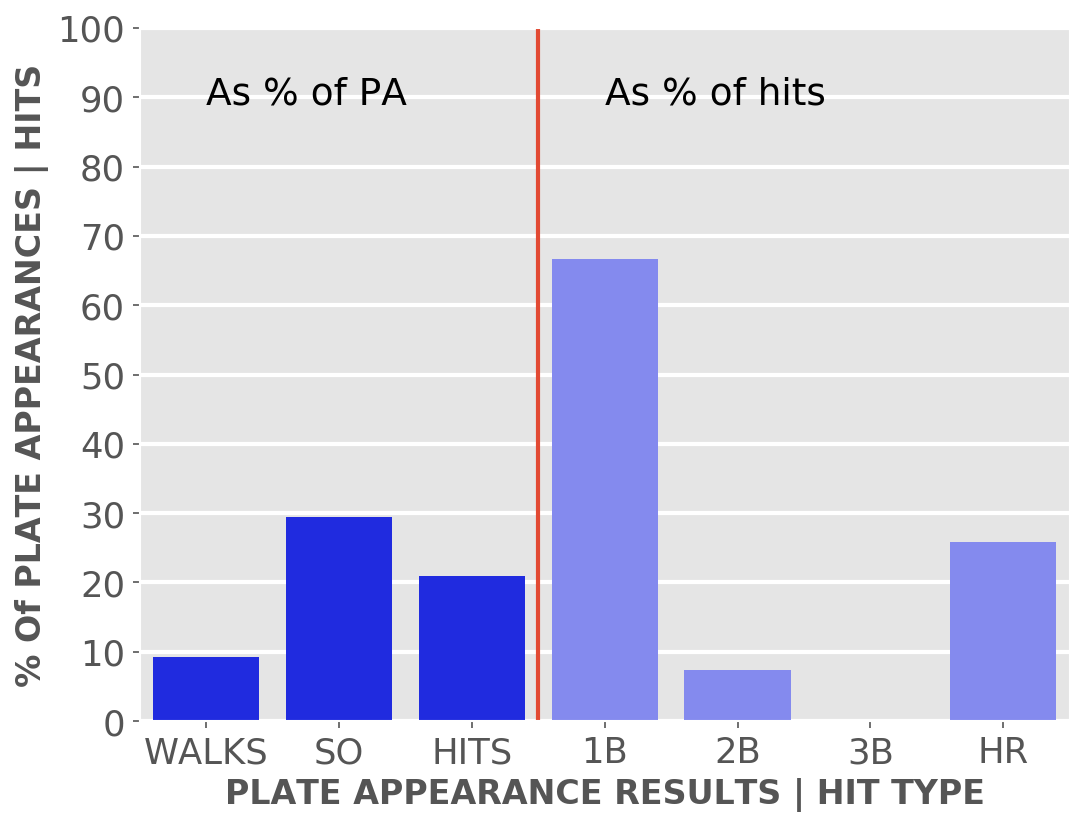 100
90
80
70
60
50
40
30
20
10
0
% Of PLATE APPEARANCES | HITS
As % of PA
As % of hits
WALKS SO HITS 1B 2B 3B HR
PLATE APPEARANCE RESULTS | HIT TYPE